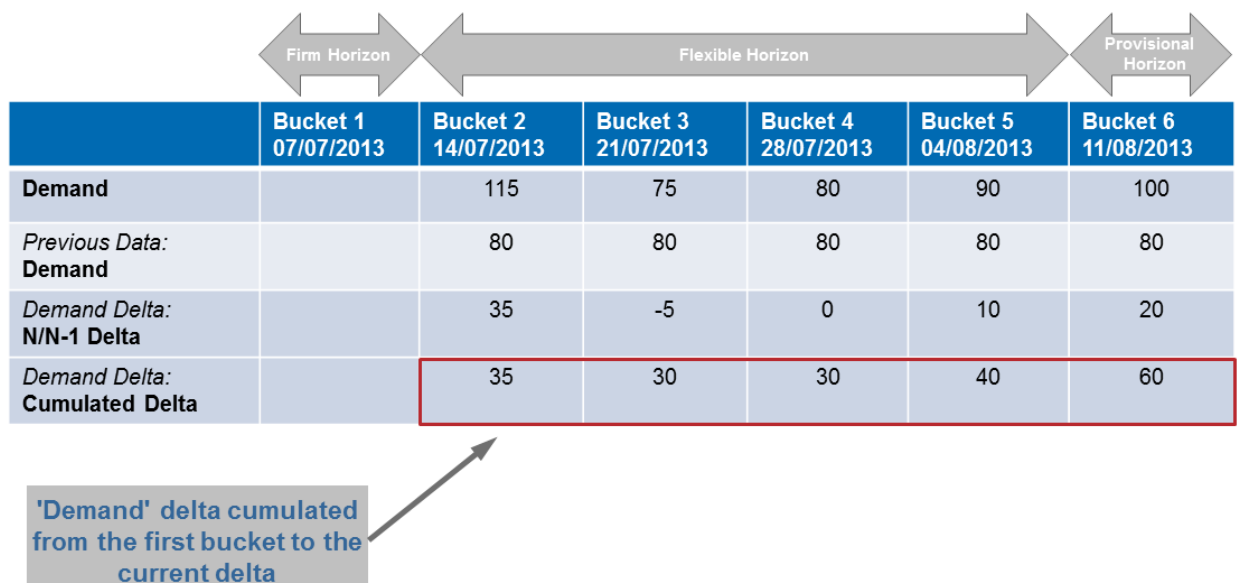 Firm Horizon
Flexible Horizon
Provisional
Horizon
Bucket 1 Bucket 2 Bucket 3 Bucket 4 Bucket 5 Bucket 6
07/07/2013 14/07/2013 21/07/2013 28/07/2013 04/08/2013 11/08/2013
Demand 115 75 80 90 100
Previous Data: 80 80 80 80 80
Demand
Demand Delta: 35 -5 0 10 20
N/N-1 Delta
Demand Delta: 35 30 30 40 60
Cumulated Delta
'Demand' delta cumulated
from the first bucket to the
current delta